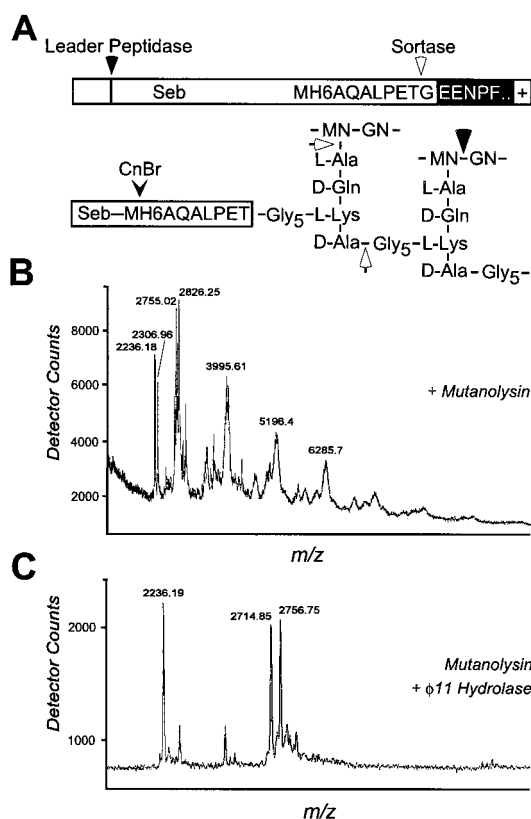 A
Leader Peptidase
Sortase
Seb
MH6AQALPETG
EENPF..
+
CnBr
Seb–MH6AQALPET
–Gly5–L-Lys
– MN– GN–
L-Ala
D-Gln
D-Ala–Gly5–L-Lys
– MN– GN–
L-Ala
D-Gln
D-Ala–Gly5–
B
Detector Counts
8000
6000
4000
2000
2755.02
2826.25
2306.96
2236.18
3995.61
5196.4
6285.7
+ Mutanolysin
m/z
C
Detector Counts
2000
1000
2236.19
2714.85
2756.75
Mutanolysin
+ ϕ11 Hydrolase
m/z